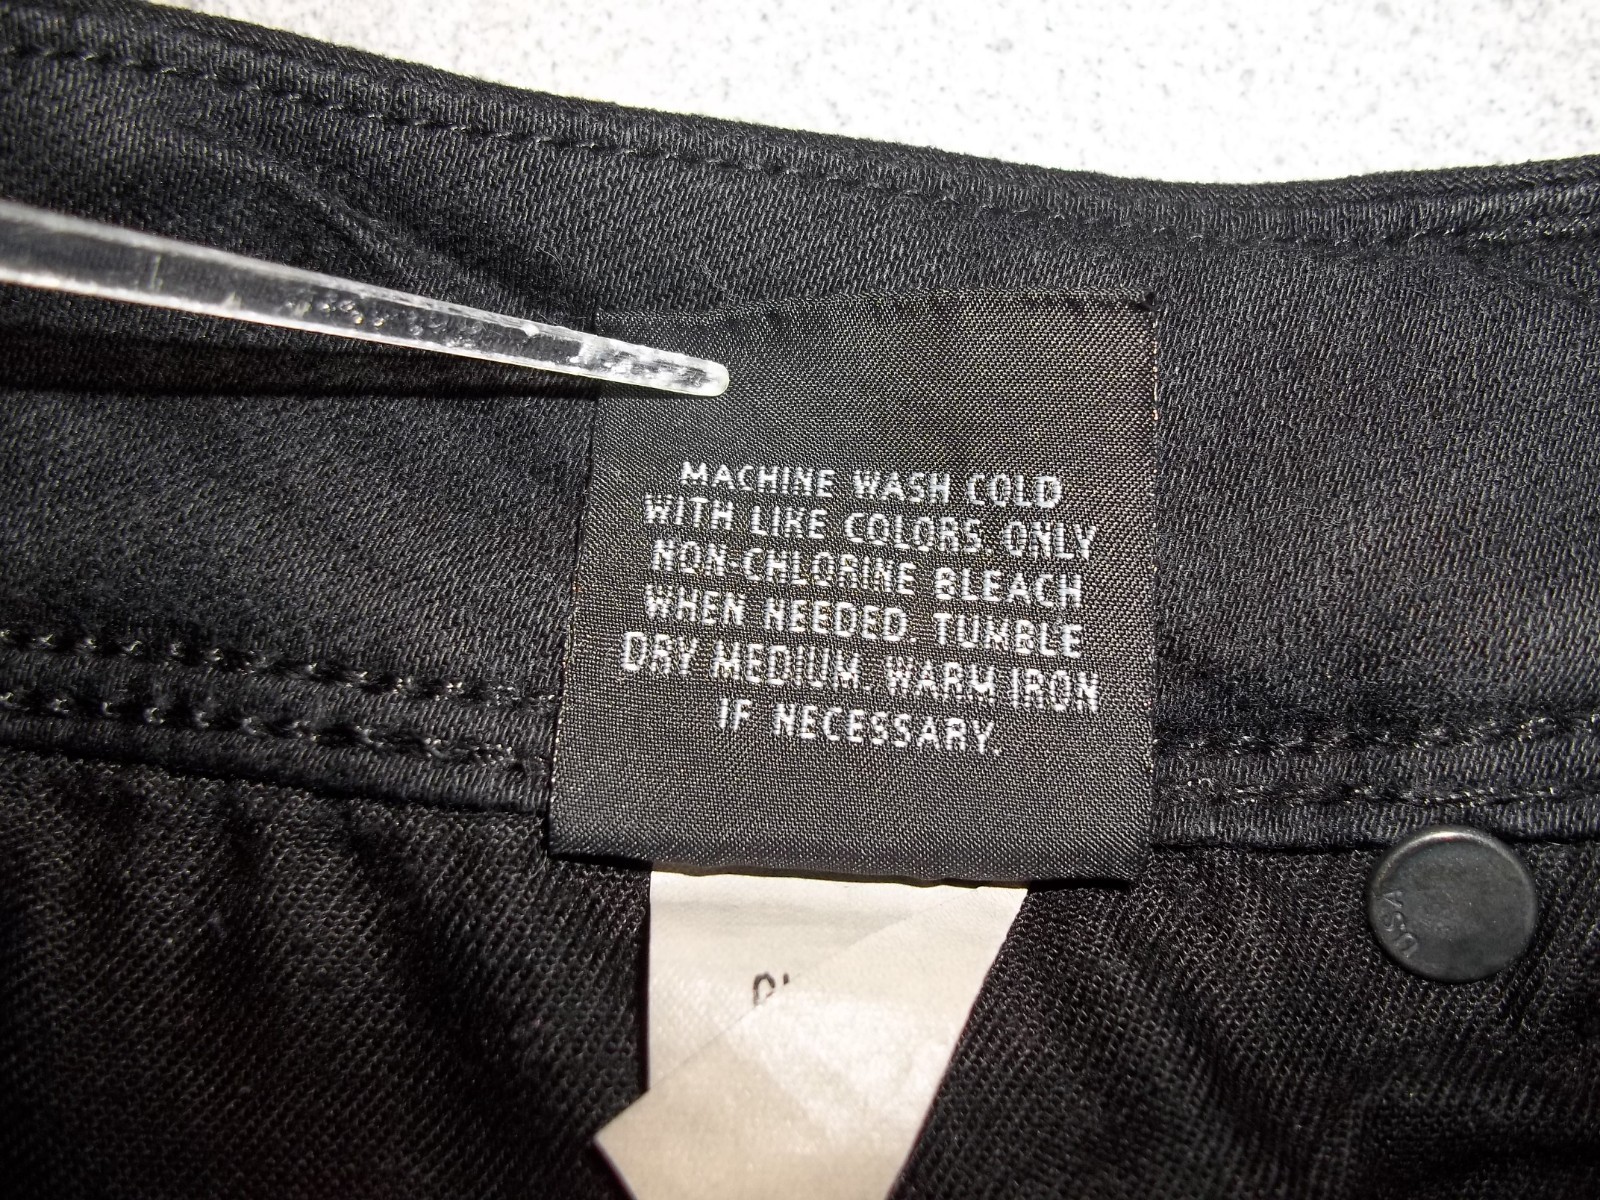 MACHINE WASH COLD
WITH LIKE COLORS. ONLY
NON-CHLORINE BLEACH
WHEN NEEDED. TUMBLE
DRY MEDIUM. WARM IRON
IF NECESSARY.